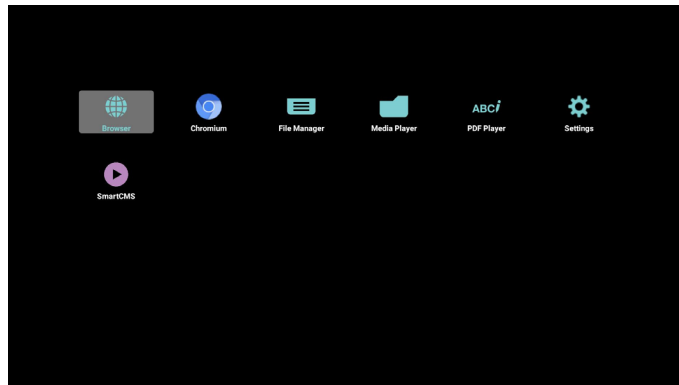 Browser
Chromium
File Manager
Media Player
ABCi
PDF Player
Settings
SmartCMS